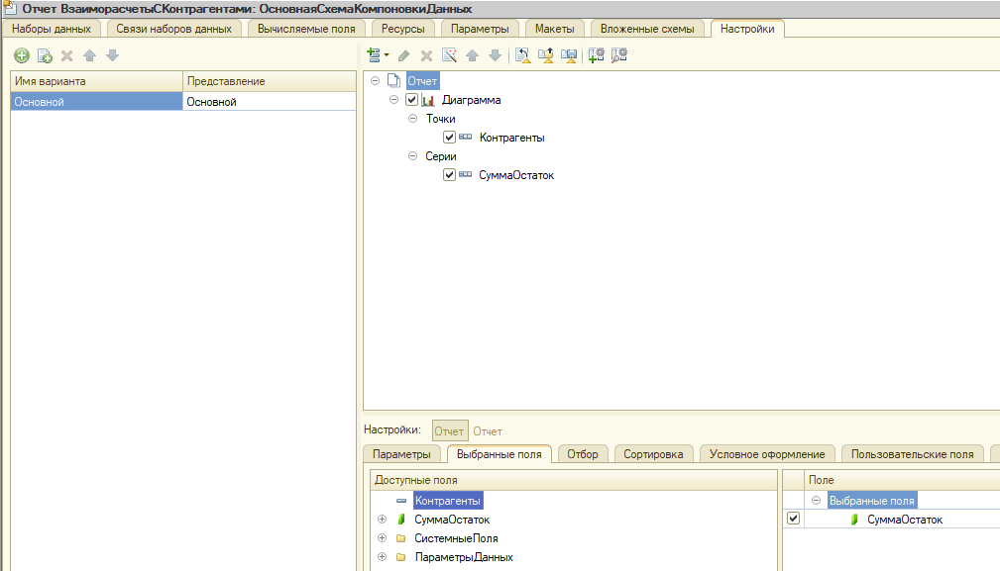 Отчет ВзаиморасчетыСКонтрагентами: ОсновнаяСхемаКомпоновкиДанных
Наборы данных Связи наборов данных Вычисляемые поля Ресурсы Параметры Макеты Вложенные схемы Настройки
Имя варианта Представление
Основной Основной
Отчет
Диаграмма
Точки
Контрагенты
Серии
СуммаОстаток
Настройки: Отчет Отчет
Параметры Выбранные поля Отбор Сортировка Условное оформление Пользовательские поля
Доступные поля Поле
Контрагенты Выбранные поля
СуммаОстаток СуммаОстаток
СистемныеПоля
ПараметрыДанных